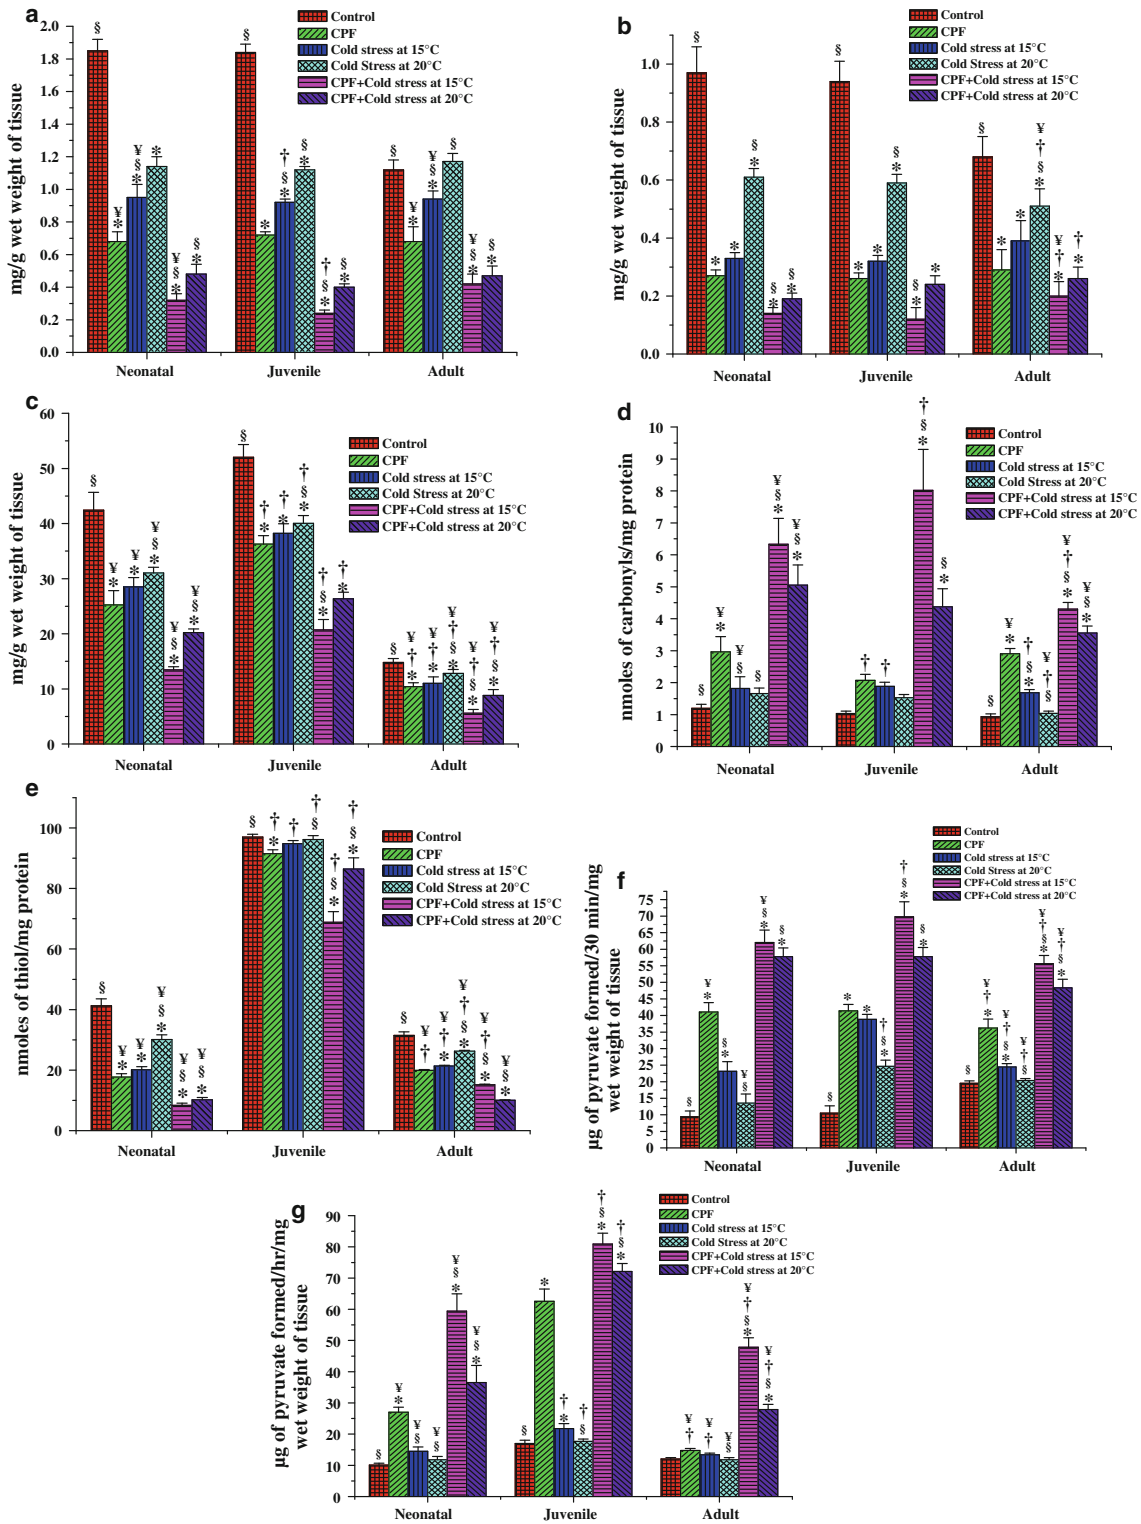 a
Control
CPF
Cold stress at 15°C
Cold Stress at 20°C
CPF+Cold stress at 15°C
CPF+Cold stress at 20°C
mg/g wet weight of tissue
2.0
1.8
1.6
1.4
1.2
1.0
0.8
0.6
0.4
0.2
0.0
Neonatal Juvenile Adult
b
Control
CPF
Cold stress at 15°C
Cold Stress at 20°C
CPF+Cold stress at 15°C
CPF+Cold stress at 20°C
mg/g wet weight of tissue
1.0
0.8
0.6
0.4
0.2
0.0
Neonatal Juvenile Adult
c
Control
CPF
Cold stress at 15°C
Cold Stress at 20°C
CPF+Cold stress at 15°C
CPF+Cold stress at 20°C
mg/g wet weight of tissue
60
50
40
30
20
10
0
Neonatal Juvenile Adult
d
Control
CPF
Cold stress at 15°C
Cold Stress at 20°C
CPF+Cold stress at 15°C
CPF+Cold stress at 20°C
nmoles of carbonyls/mg protein
10
9
8
7
6
5
4
3
2
1
0
Neonatal Juvenile Adult
e
Control
CPF
Cold stress at 15°C
Cold Stress at 20°C
CPF+Cold stress at 15°C
CPF+Cold stress at 20°C
nmoles of thiol/mg protein
100
80
60
40
20
0
Neonatal Juvenile Adult
f
Control
CPF
Cold stress at 15°C
Cold Stress at 20°C
CPF+Cold stress at 15°C
CPF+Cold stress at 20°C
µg of pyruvate formed/30 min/mg
wet weight of tissue
75
70
65
60
55
50
45
40
35
30
25
20
15
10
5
0
Neonatal Juvenile Adult
g
Control
CPF
Cold stress at 15°C
Cold Stress at 20°C
CPF+Cold stress at 15°C
CPF+Cold stress at 20°C
µg of pyruvate formed/hr/mg
wet weight of tissue
90
80
70
60
50
40
30
20
10
0
Neonatal Juvenile Adult